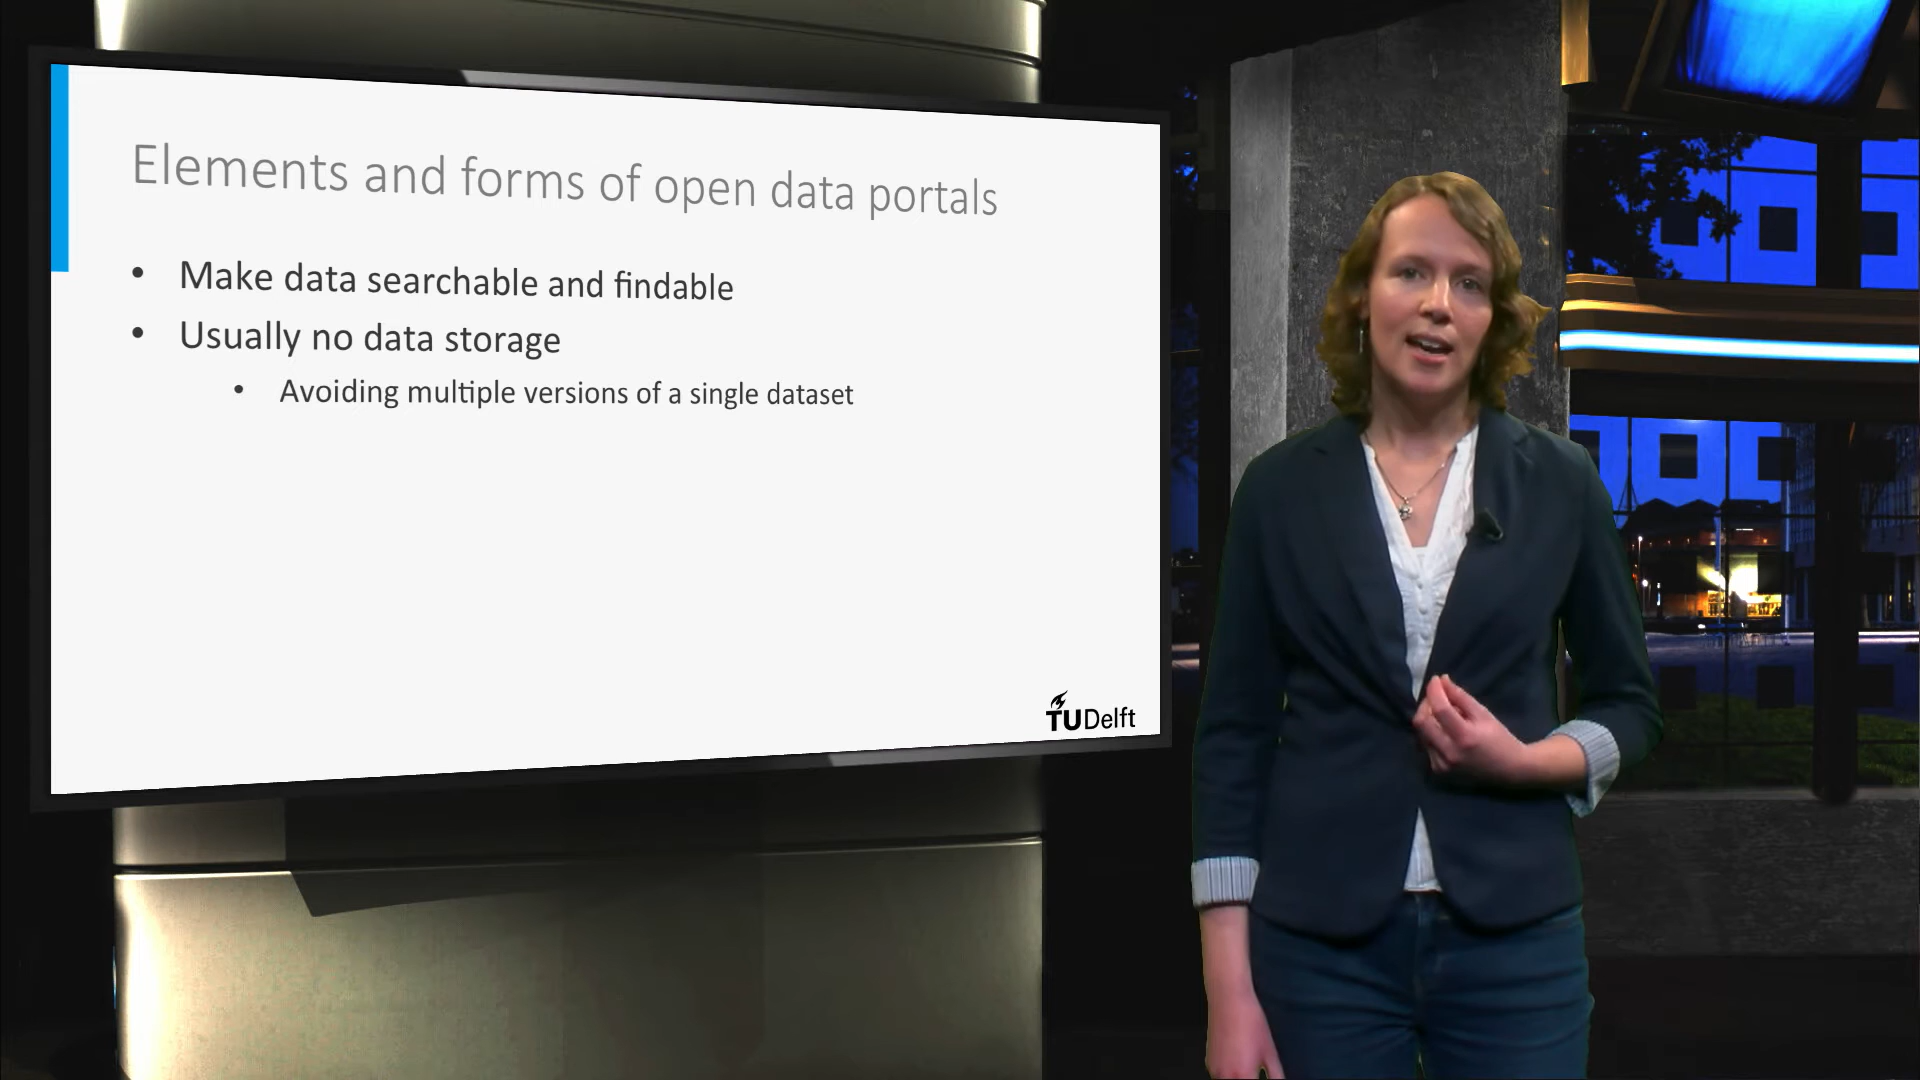 Elements and forms of open data portals
• Make data searchable and findable
• Usually no data storage
• Avoiding multiple versions of a single dataset
TUDelft